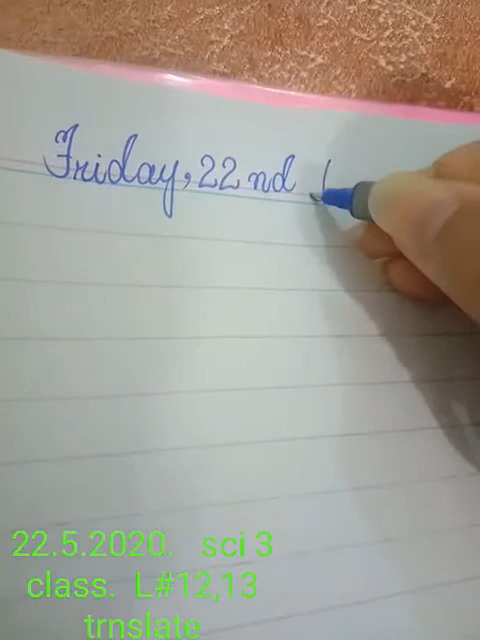 Friday, 22nd
22.5.2020. sci 3
class. L#12,13
trnslate